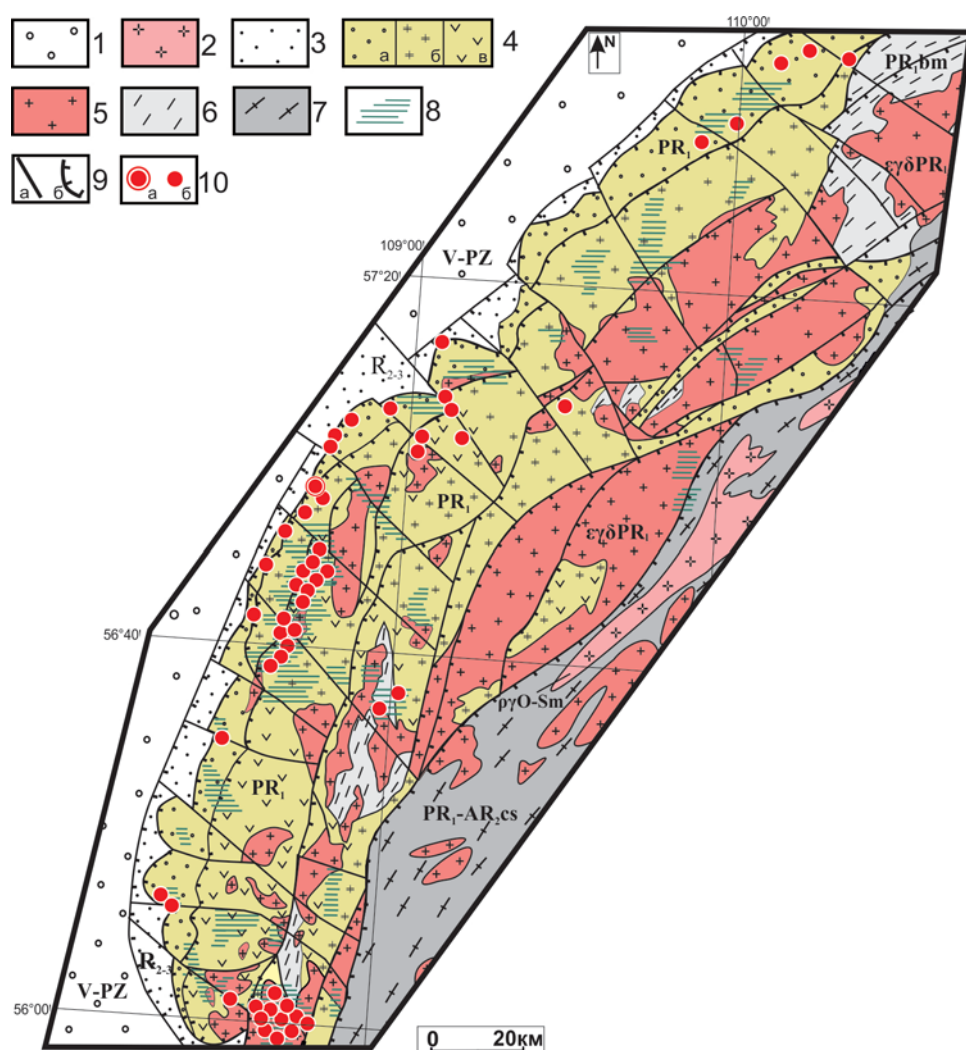 1 2 3 а б в 4
5 6 7 8
а б 9 а б 10
110°00'
N
PR₁bm
PR₁
εγδPR₁
109°00'
57°20'
V-PZ
R₂₋₃
PR₁
εγδPR₁
56°40'
ργO-Sm
PR₁
PR₁-AR₂cs
R₂₋₃
V-PZ
56°00'
0 20км